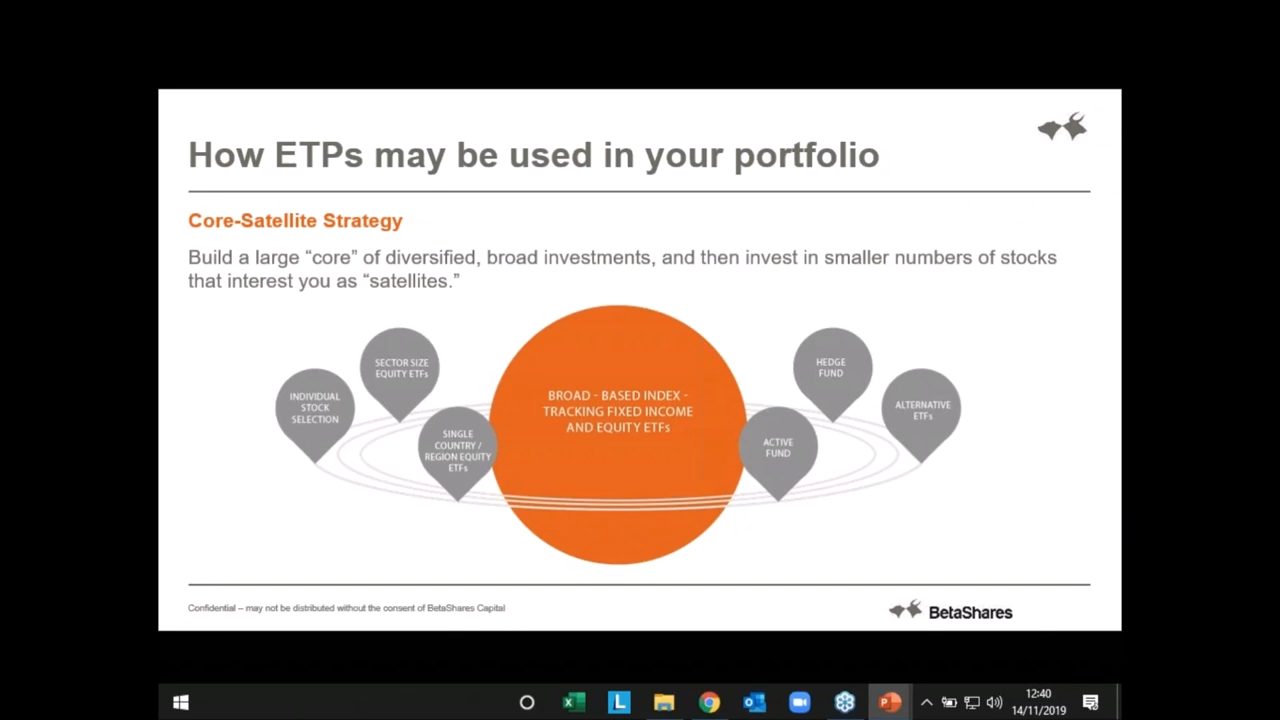 How ETPs may be used in your portfolio
Core-Satellite Strategy
Build a large “core” of diversified, broad investments, and then invest in smaller numbers of stocks
that interest you as “satellites.”
INDIVIDUAL
STOCK
SELECTION
SECTOR SIZE
EQUITY ETFs
SINGLE
COUNTRY /
REGION EQUITY
ETFs
BROAD - BASED INDEX -
TRACKING FIXED INCOME
AND EQUITY ETFs
ACTIVE
FUND
HEDGE
FUND
ALTERNATIVE
ETFs
Confidential – may not be distributed without the consent of BetaShares Capital
BetaShares
L
12:40
14/11/2019